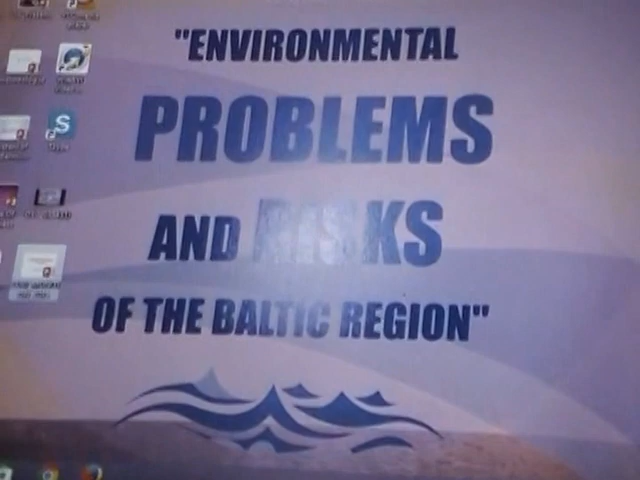 "ENVIRONMENTAL
PROBLEMS
AND RISKS
OF THE BALTIC REGION"